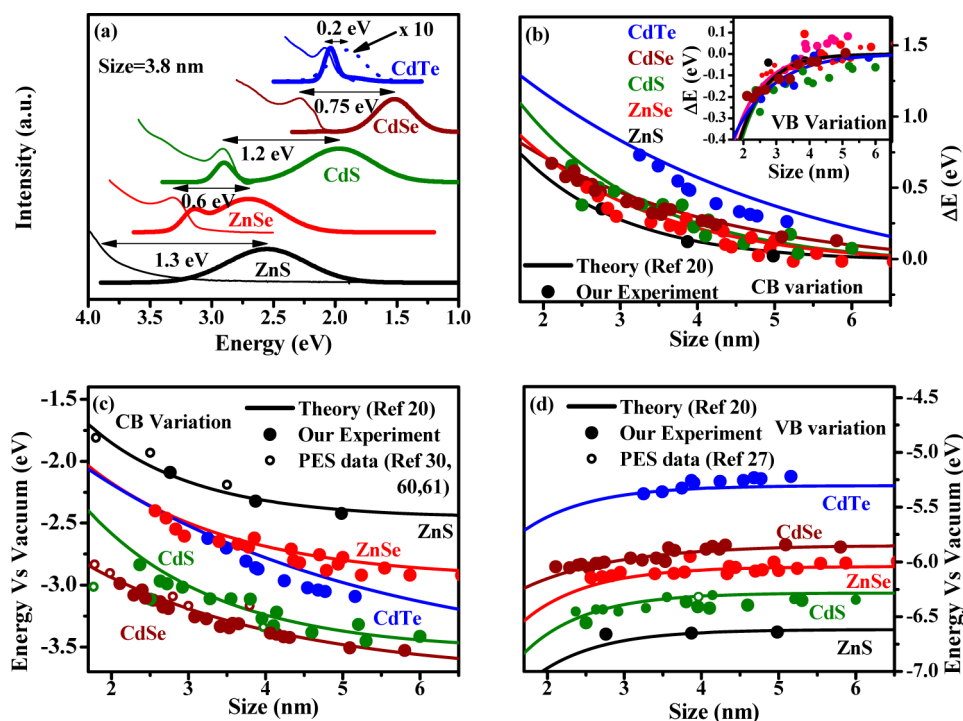 (a)
0.2 eV
x 10
Size=3.8 nm
CdTe
0.75 eV
CdSe
1.2 eV
CdS
0.6 eV
ZnSe
1.3 eV
ZnS
Intensity (a.u.)
4.0 3.5 3.0 2.5 2.0 1.5 1.0
Energy (eV)
(b)
CdTe
CdSe
CdS
ZnSe
ZnS
0.1
0.0
-0.1
-0.2
-0.3
-0.4
ΔE (eV)
VB Variation
2 3 4 5 6
Size (nm)
1.5
1.0
0.5
0.0
ΔE (eV)
Theory (Ref 20)
Our Experiment
CB variation
2 3 4 5 6
Size (nm)
(c)
CB Variation
Theory (Ref 20)
Our Experiment
PES data (Ref 30,
60,61)
ZnS
ZnSe
CdS
CdTe
CdSe
-1.5
-2.0
-2.5
-3.0
-3.5
Energy Vs Vacuum (eV)
2 3 4 5 6
Size (nm)
(d)
Theory (Ref 20)
Our Experiment
VB variation
PES data (Ref 27)
CdTe
CdSe
ZnSe
CdS
ZnS
-4.5
-5.0
-5.5
-6.0
-6.5
-7.0
Energy Vs Vacuum (eV)
2 3 4 5 6
Size (nm)